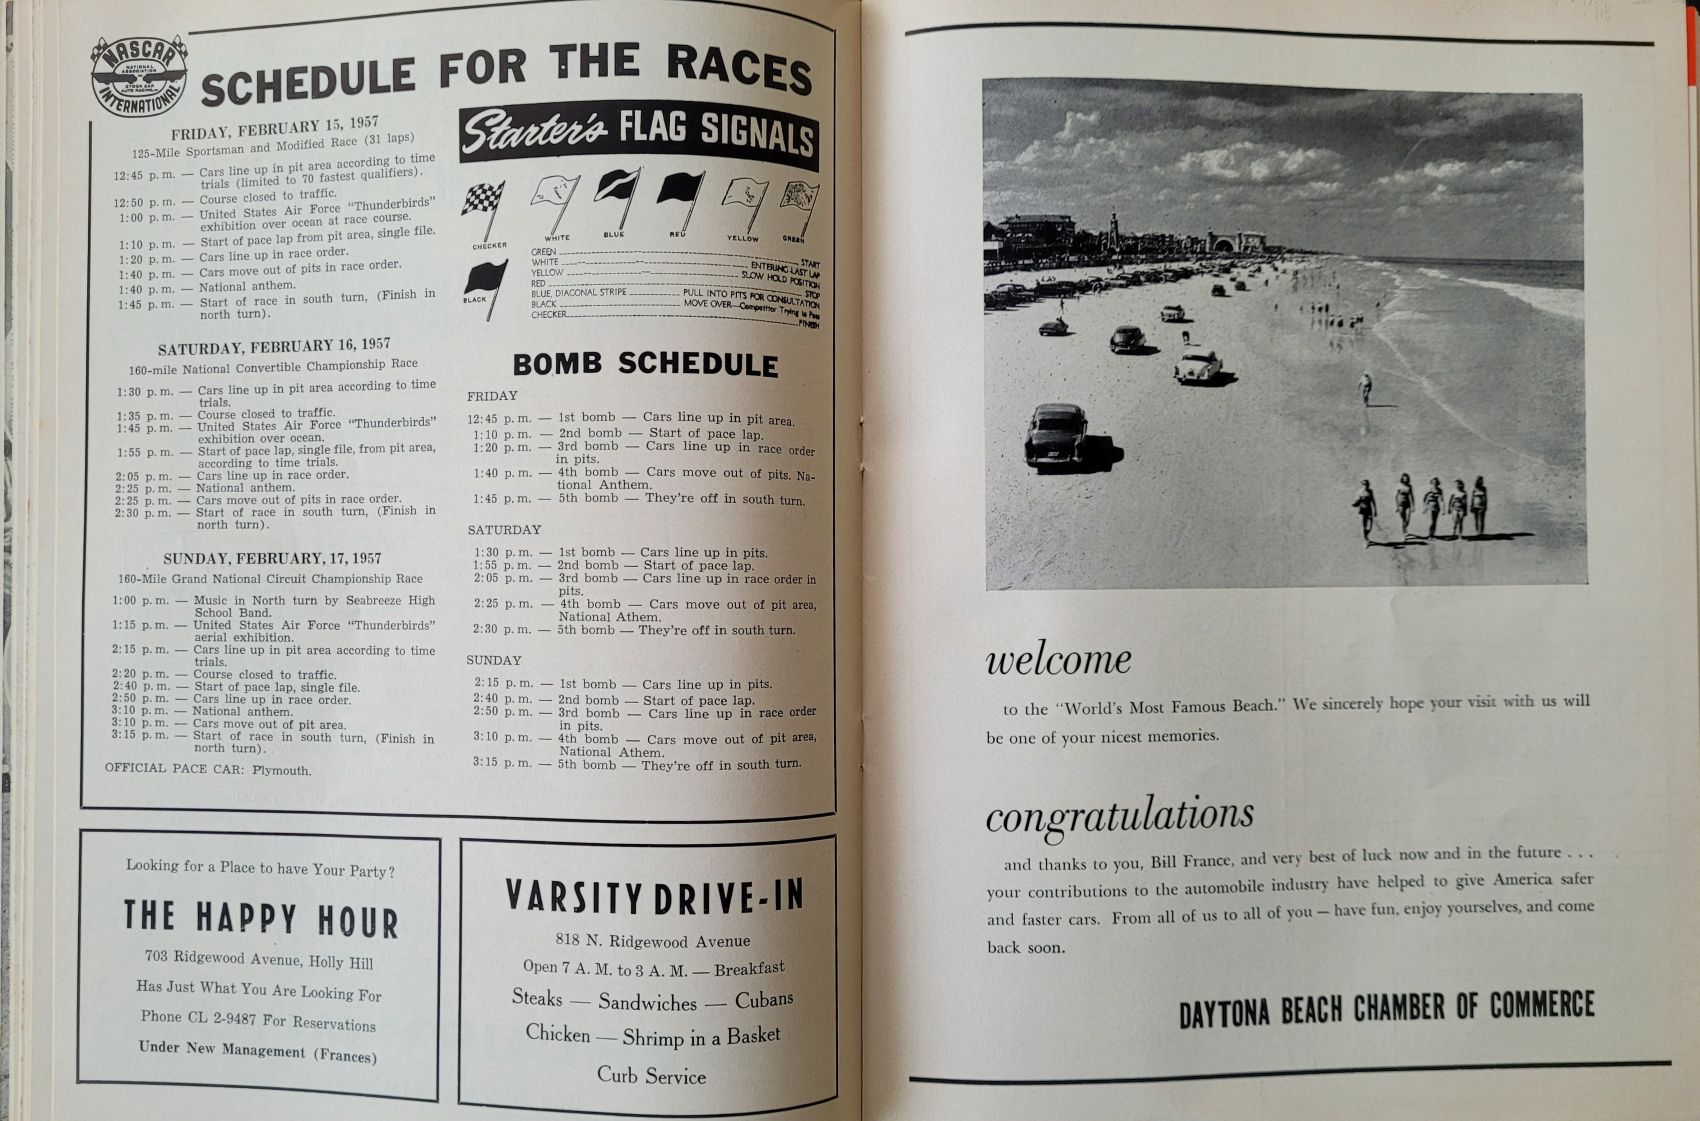 NASCAR
NATIONAL
ASSOCIATION
STOCK CAR
AUTO RACING, INC.
INTERNATIONAL
SCHEDULE FOR THE RACES
FRIDAY, FEBRUARY 15, 1957
125-Mile Sportsman and Modified Race (31 laps)
12:45 p. m. — Cars line up in pit area according to time
trials (limited to 70 fastest qualifiers).
12:50 p. m. — Course closed to traffic.
1:00 p. m. — United States Air Force "Thunderbirds"
exhibition over ocean at race course.
1:10 p. m. — Start of pace lap from pit area, single file.
1:20 p. m. — Cars line up in race order.
1:40 p. m. — Cars move out of pits in race order.
1:40 p. m. — National anthem.
1:45 p. m. — Start of race in south turn, (Finish in
north turn).
SATURDAY, FEBRUARY 16, 1957
160-mile National Convertible Championship Race
1:30 p. m. — Cars line up in pit area according to time
trials.
1:35 p. m. — Course closed to traffic.
1:45 p. m. — United States Air Force "Thunderbirds"
exhibition over ocean.
1:55 p. m. — Start of pace lap, single file, from pit area,
according to time trials.
2:05 p. m. — Cars line up in race order.
2:25 p. m. — National anthem.
2:25 p. m. — Cars move out of pits in race order.
2:30 p. m. — Start of race in south turn, (Finish in
north turn).
SUNDAY, FEBRUARY, 17, 1957
160-Mile Grand National Circuit Championship Race
1:00 p. m. — Music in North turn by Seabreeze High
School Band.
1:15 p. m. — United States Air Force "Thunderbirds"
aerial exhibition.
2:15 p. m. — Cars line up in pit area according to time
trials.
2:20 p. m. — Course closed to traffic.
2:40 p. m. — Start of pace lap, single file.
2:50 p. m. — Cars line up in race order.
3:10 p. m. — National anthem.
3:10 p. m. — Cars move out of pit area.
3:15 p. m. — Start of race in south turn, (Finish in
north turn).
OFFICIAL PACE CAR: Plymouth.
Starter's FLAG SIGNALS
CHECKER
WHITE
BLUE
RED
YELLOW
GREEN
BLACK
GREEN START
WHITE ENTERING LAST LAP
YELLOW SLOW HOLD POSITION
RED STOP
BLUE, DIAGONAL STRIPE PULL INTO PITS FOR CONSULTATION
BLACK MOVE OVER—Competitor Trying to Pass
CHECKER FINISH
BOMB SCHEDULE
FRIDAY
12:45 p. m. — 1st bomb — Cars line up in pit area.
1:10 p. m. — 2nd bomb — Start of pace lap.
1:20 p. m. — 3rd bomb — Cars line up in race order
in pits.
1:40 p. m. — 4th bomb — Cars move out of pits. Na-
tional Anthem.
1:45 p. m. — 5th bomb — They're off in south turn.
SATURDAY
1:30 p. m. — 1st bomb — Cars line up in pits.
1:55 p. m. — 2nd bomb — Start of pace lap.
2:05 p. m. — 3rd bomb — Cars line up in race order in
pits.
2:25 p. m. — 4th bomb — Cars move out of pit area,
National Athem.
2:30 p. m. — 5th bomb — They're off in south turn.
SUNDAY
2:15 p. m. — 1st bomb — Cars line up in pits.
2:40 p. m. — 2nd bomb — Start of pace lap.
2:50 p. m. — 3rd bomb — Cars line up in race order
in pits.
3:10 p. m. — 4th bomb — Cars move out of pit area,
National Athem.
3:15 p. m. — 5th bomb — They're off in south turn.
Looking for a Place to have Your Party?
THE HAPPY HOUR
703 Ridgewood Avenue, Holly Hill
Has Just What You Are Looking For
Phone CL 2-9487 For Reservations
Under New Management (Frances)
VARSITY DRIVE-IN
818 N. Ridgewood Avenue
Open 7 A. M. to 3 A. M. — Breakfast
Steaks — Sandwiches — Cubans
Chicken — Shrimp in a Basket
Curb Service
welcome
to the "World's Most Famous Beach." We sincerely hope your visit with us will
be one of your nicest memories.
congratulations
and thanks to you, Bill France, and very best of luck now and in the future . . .
your contributions to the automobile industry have helped to give America safer
and faster cars. From all of us to all of you — have fun, enjoy yourselves, and come
back soon.
DAYTONA BEACH CHAMBER OF COMMERCE